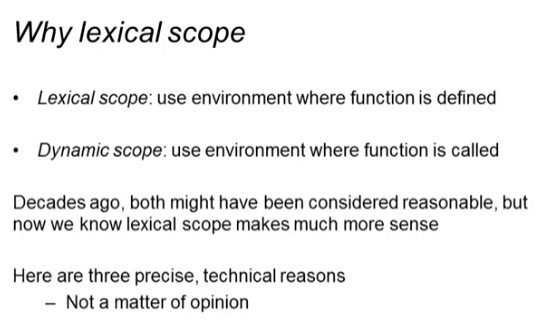 Why lexical scope
• Lexical scope: use environment where function is defined
• Dynamic scope: use environment where function is called
Decades ago, both might have been considered reasonable, but
now we know lexical scope makes much more sense
Here are three precise, technical reasons
– Not a matter of opinion